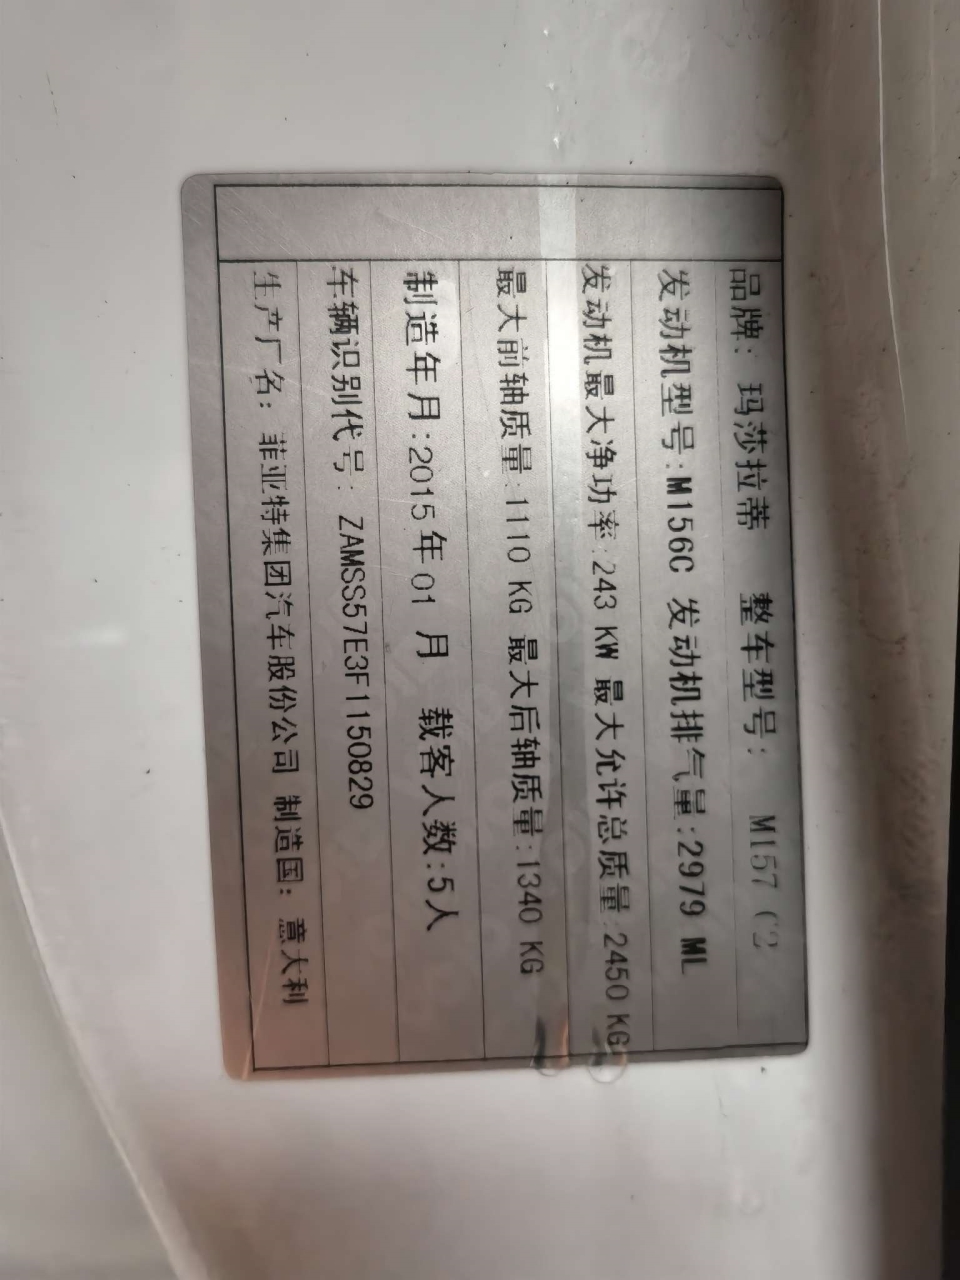 品牌: 玛莎拉蒂 整车型号: M157 C2
发动机型号:M156C 发动机排气量:2979 ML
发动机最大净功率:243 KW 最大允许总质量:2450 KG
最大前轴质量:1110 KG 最大后轴质量:1340 KG
制造年月:2015年01 月 载客人数:5人
车辆识别代号: ZAMSS57E3F1150829
生产厂名: 菲亚特集团汽车股份公司 制造国: 意大利